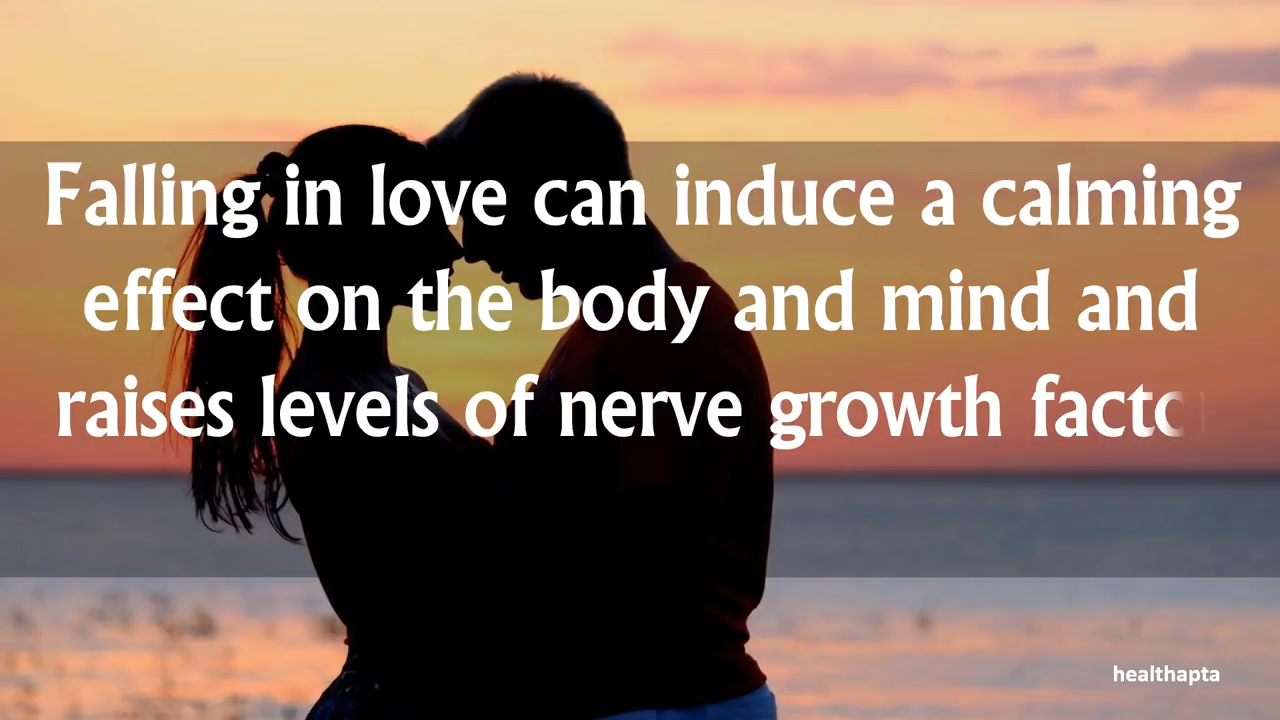 Falling in love can induce a calming
effect on the body and mind and
raises levels of nerve growth facto
healthapta